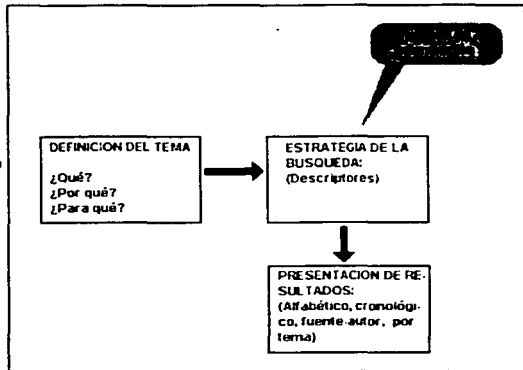 DEFINICION DEL TEMA
¿Qué?
¿Por qué?
¿Para qué?
ESTRATEGIA DE LA
BUSQUEDA:
(Descriptores)
PRESENTACION DE RE-
SULTADOS:
(Alfabético, cronológi-
co, fuente-autor, por
tema)